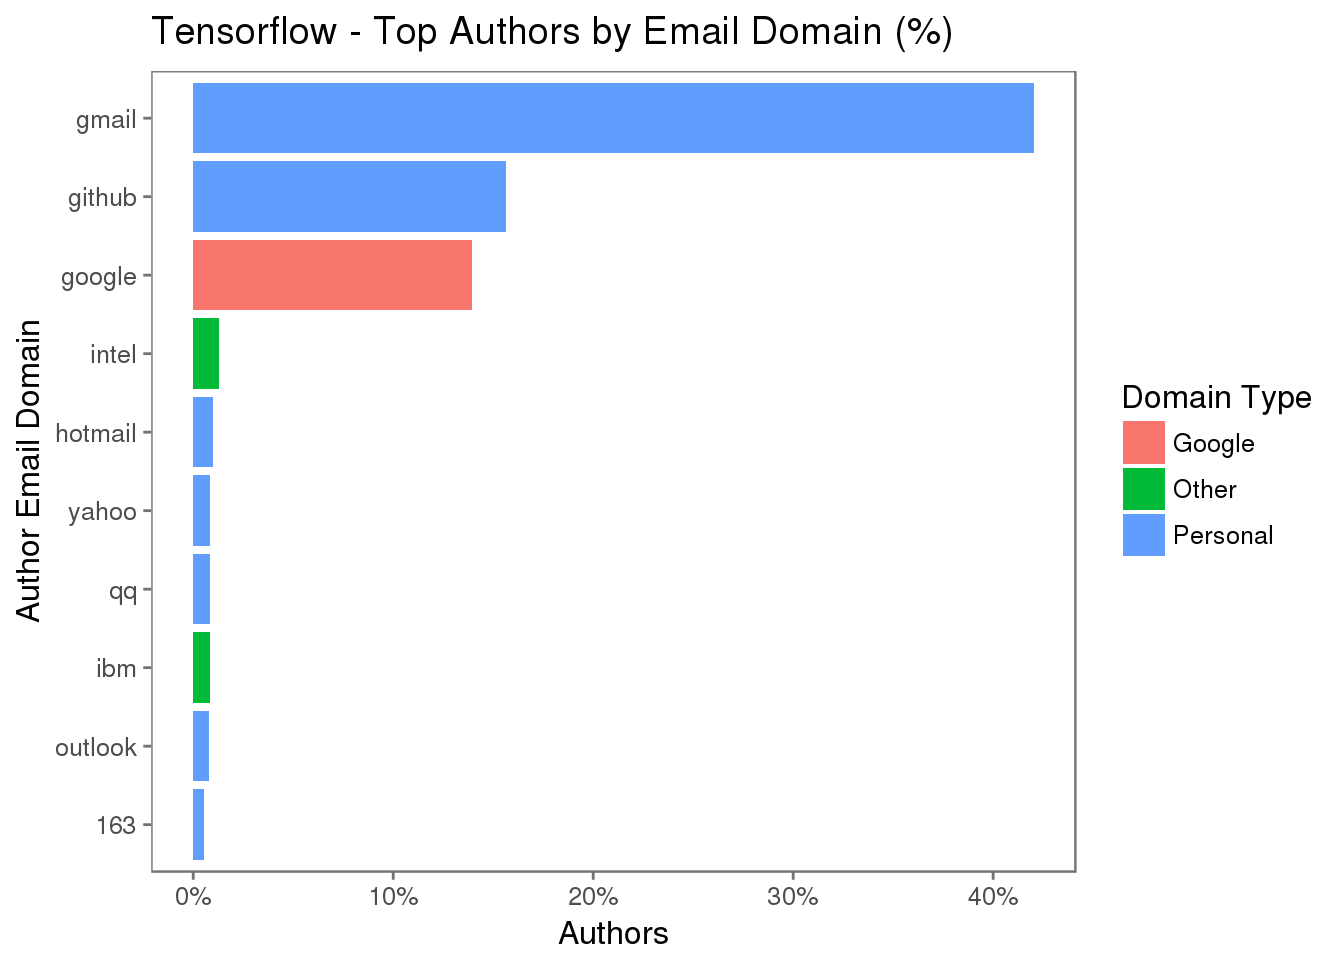 Tensorflow - Top Authors by Email Domain (%)
Author Email Domain
gmail
github
google
intel
hotmail
yahoo
qq
ibm
outlook
163
0% 10% 20% 30% 40%
Authors
Domain Type
Google
Other
Personal